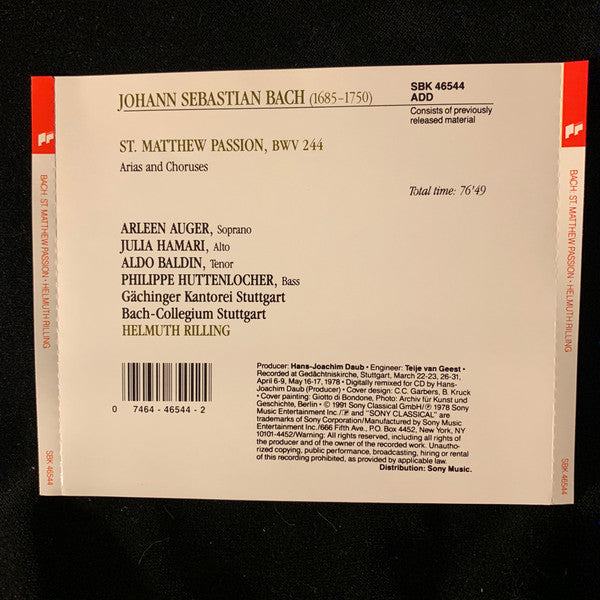 JOHANN SEBASTIAN BACH (1685–1750)
SBK 46544
ADD
Consists of previously
released material
ST. MATTHEW PASSION, BWV 244
Arias and Choruses
Total time: 76'49
ARLEEN AUGER, Soprano
JULIA HAMARI, Alto
ALDO BALDIN, Tenor
PHILIPPE HUTTENLOCHER, Bass
Gächinger Kantorei Stuttgart
Bach-Collegium Stuttgart
HELMUTH RILLING
0 7464-46544-2
Producer: Hans-Joachim Daub • Engineer: Teije van Geest •
Recorded at Gedächtniskirche, Stuttgart, March 22-23, 26-31,
April 6-9, May 16-17, 1978 • Digitally remixed for CD by Hans-
Joachim Daub (Producer) • Cover design: C.C. Garbers, B. Kruck
• Cover painting: Giotto di Bondone, Photo: Archiv für Kunst und
Geschichte, Berlin • © 1991 Sony Classical GmbH/℗ 1978 Sony
Music Entertainment Inc./ and "SONY CLASSICAL" are
trademarks of Sony Corporation/Manufactured by Sony Music
Entertainment Inc./666 Fifth Ave., P.O. Box 4452, New York, NY
10101-4452/Warning: All rights reserved, including all rights of
the producer and of the owner of the recorded work. Unautho-
rized copying, public performance, broadcasting, hiring or rental
of this recording prohibited, as provided by applicable law.
Distribution: Sony Music.
BACH: ST. MATTHEW PASSION • HELMUTH RILLING
SBK 46544
BACH: ST. MATTHEW PASSION • HELMUTH RILLING
SBK 46544